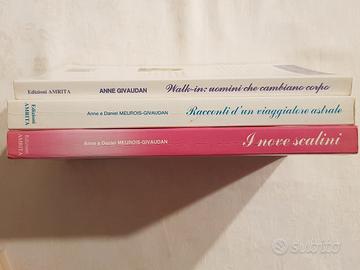 Edizioni AMRITA ANNE GIVAUDAN Walk-in: uomini che cambiano corpo
Edizioni AMRITA Anne e Daniel MEUROIS-GIVAUDAN Racconti d'un viaggiatore astrale
Edizioni AMRITA Anne e Daniel MEUROIS-GIVAUDAN I nove scalini
subito